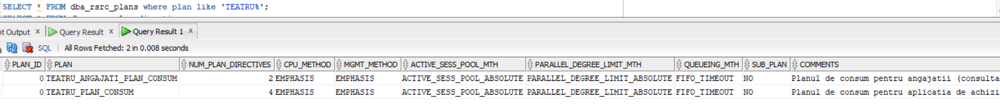 SELECT * FROM dba_rsrc_plans where plan like 'TEATRU%';
ot Output x Query Result x Query Result 1 x
SQL | All Rows Fetched: 2 in 0.008 seconds
PLAN_ID PLAN NUM_PLAN_DIRECTIVES CPU_METHOD MGMT_METHOD ACTIVE_SESS_POOL_MTH PARALLEL_DEGREE_LIMIT_MTH QUEUEING_MTH SUB_PLAN COMMENTS
0 TEATRU_ANGAJATI_PLAN_CONSUM 2 EMPHASIS EMPHASIS ACTIVE_SESS_POOL_ABSOLUTE PARALLEL_DEGREE_LIMIT_ABSOLUTE FIFO_TIMEOUT NO Planul de consum pentru angajatii (consulta
0 TEATRU_PLAN_CONSUM 4 EMPHASIS EMPHASIS ACTIVE_SESS_POOL_ABSOLUTE PARALLEL_DEGREE_LIMIT_ABSOLUTE FIFO_TIMEOUT NO Planul de consum pentru aplicatia de achizi